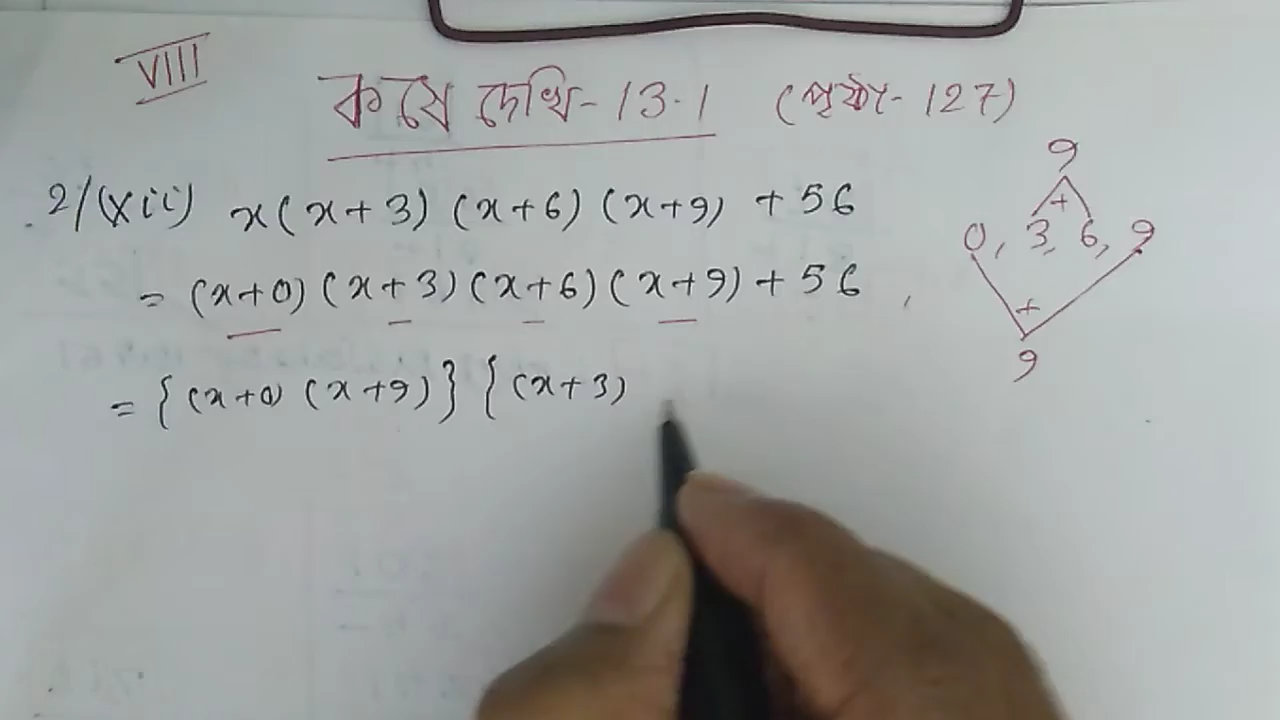 VIII
কষে দেখি-13.1 (পৃষ্ঠা-127)
2/(xii) x(x+3)(x+6)(x+9)+56
= (x+0)(x+3)(x+6)(x+9)+56
= {(x+0)(x+9)}{(x+3)
9
+
0, 3, 6, 9
+
9